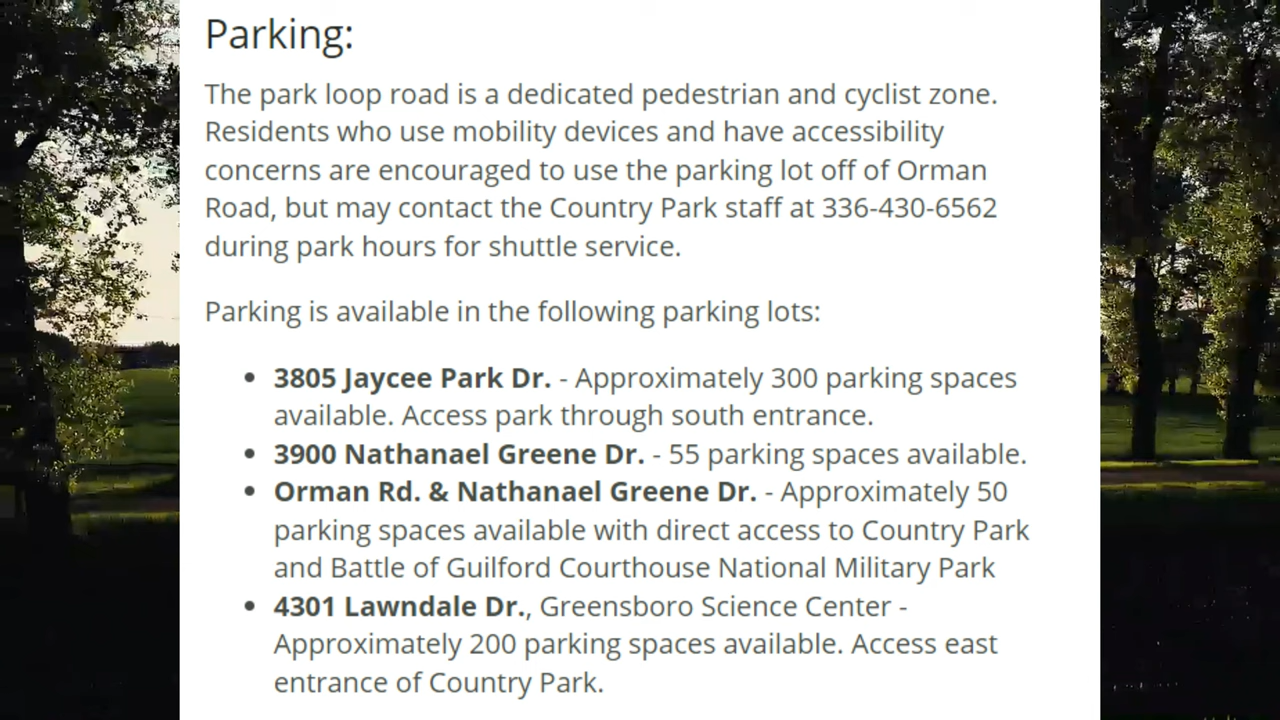 Parking:
The park loop road is a dedicated pedestrian and cyclist zone.
Residents who use mobility devices and have accessibility
concerns are encouraged to use the parking lot off of Orman
Road, but may contact the Country Park staff at 336-430-6562
during park hours for shuttle service.
Parking is available in the following parking lots:
• 3805 Jaycee Park Dr. - Approximately 300 parking spaces
available. Access park through south entrance.
• 3900 Nathanael Greene Dr. - 55 parking spaces available.
• Orman Rd. & Nathanael Greene Dr. - Approximately 50
parking spaces available with direct access to Country Park
and Battle of Guilford Courthouse National Military Park
• 4301 Lawndale Dr., Greensboro Science Center -
Approximately 200 parking spaces available. Access east
entrance of Country Park.